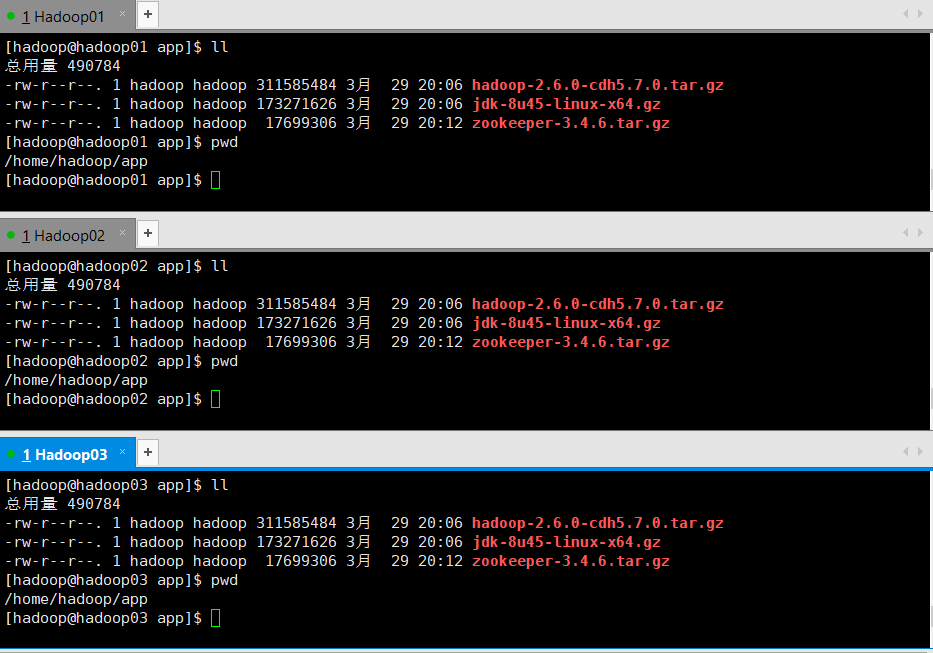 1 Hadoop01 × +
[hadoop@hadoop01 app]$ ll
总用量 490784
-rw-r--r--. 1 hadoop hadoop 311585484 3月  29 20:06 hadoop-2.6.0-cdh5.7.0.tar.gz
-rw-r--r--. 1 hadoop hadoop 173271626 3月  29 20:06 jdk-8u45-linux-x64.gz
-rw-r--r--. 1 hadoop hadoop  17699306 3月  29 20:12 zookeeper-3.4.6.tar.gz
[hadoop@hadoop01 app]$ pwd
/home/hadoop/app
[hadoop@hadoop01 app]$
1 Hadoop02 × +
[hadoop@hadoop02 app]$ ll
总用量 490784
-rw-r--r--. 1 hadoop hadoop 311585484 3月  29 20:06 hadoop-2.6.0-cdh5.7.0.tar.gz
-rw-r--r--. 1 hadoop hadoop 173271626 3月  29 20:06 jdk-8u45-linux-x64.gz
-rw-r--r--. 1 hadoop hadoop  17699306 3月  29 20:12 zookeeper-3.4.6.tar.gz
[hadoop@hadoop02 app]$ pwd
/home/hadoop/app
[hadoop@hadoop02 app]$
1 Hadoop03 × +
[hadoop@hadoop03 app]$ ll
总用量 490784
-rw-r--r--. 1 hadoop hadoop 311585484 3月  29 20:06 hadoop-2.6.0-cdh5.7.0.tar.gz
-rw-r--r--. 1 hadoop hadoop 173271626 3月  29 20:06 jdk-8u45-linux-x64.gz
-rw-r--r--. 1 hadoop hadoop  17699306 3月  29 20:12 zookeeper-3.4.6.tar.gz
[hadoop@hadoop03 app]$ pwd
/home/hadoop/app
[hadoop@hadoop03 app]$